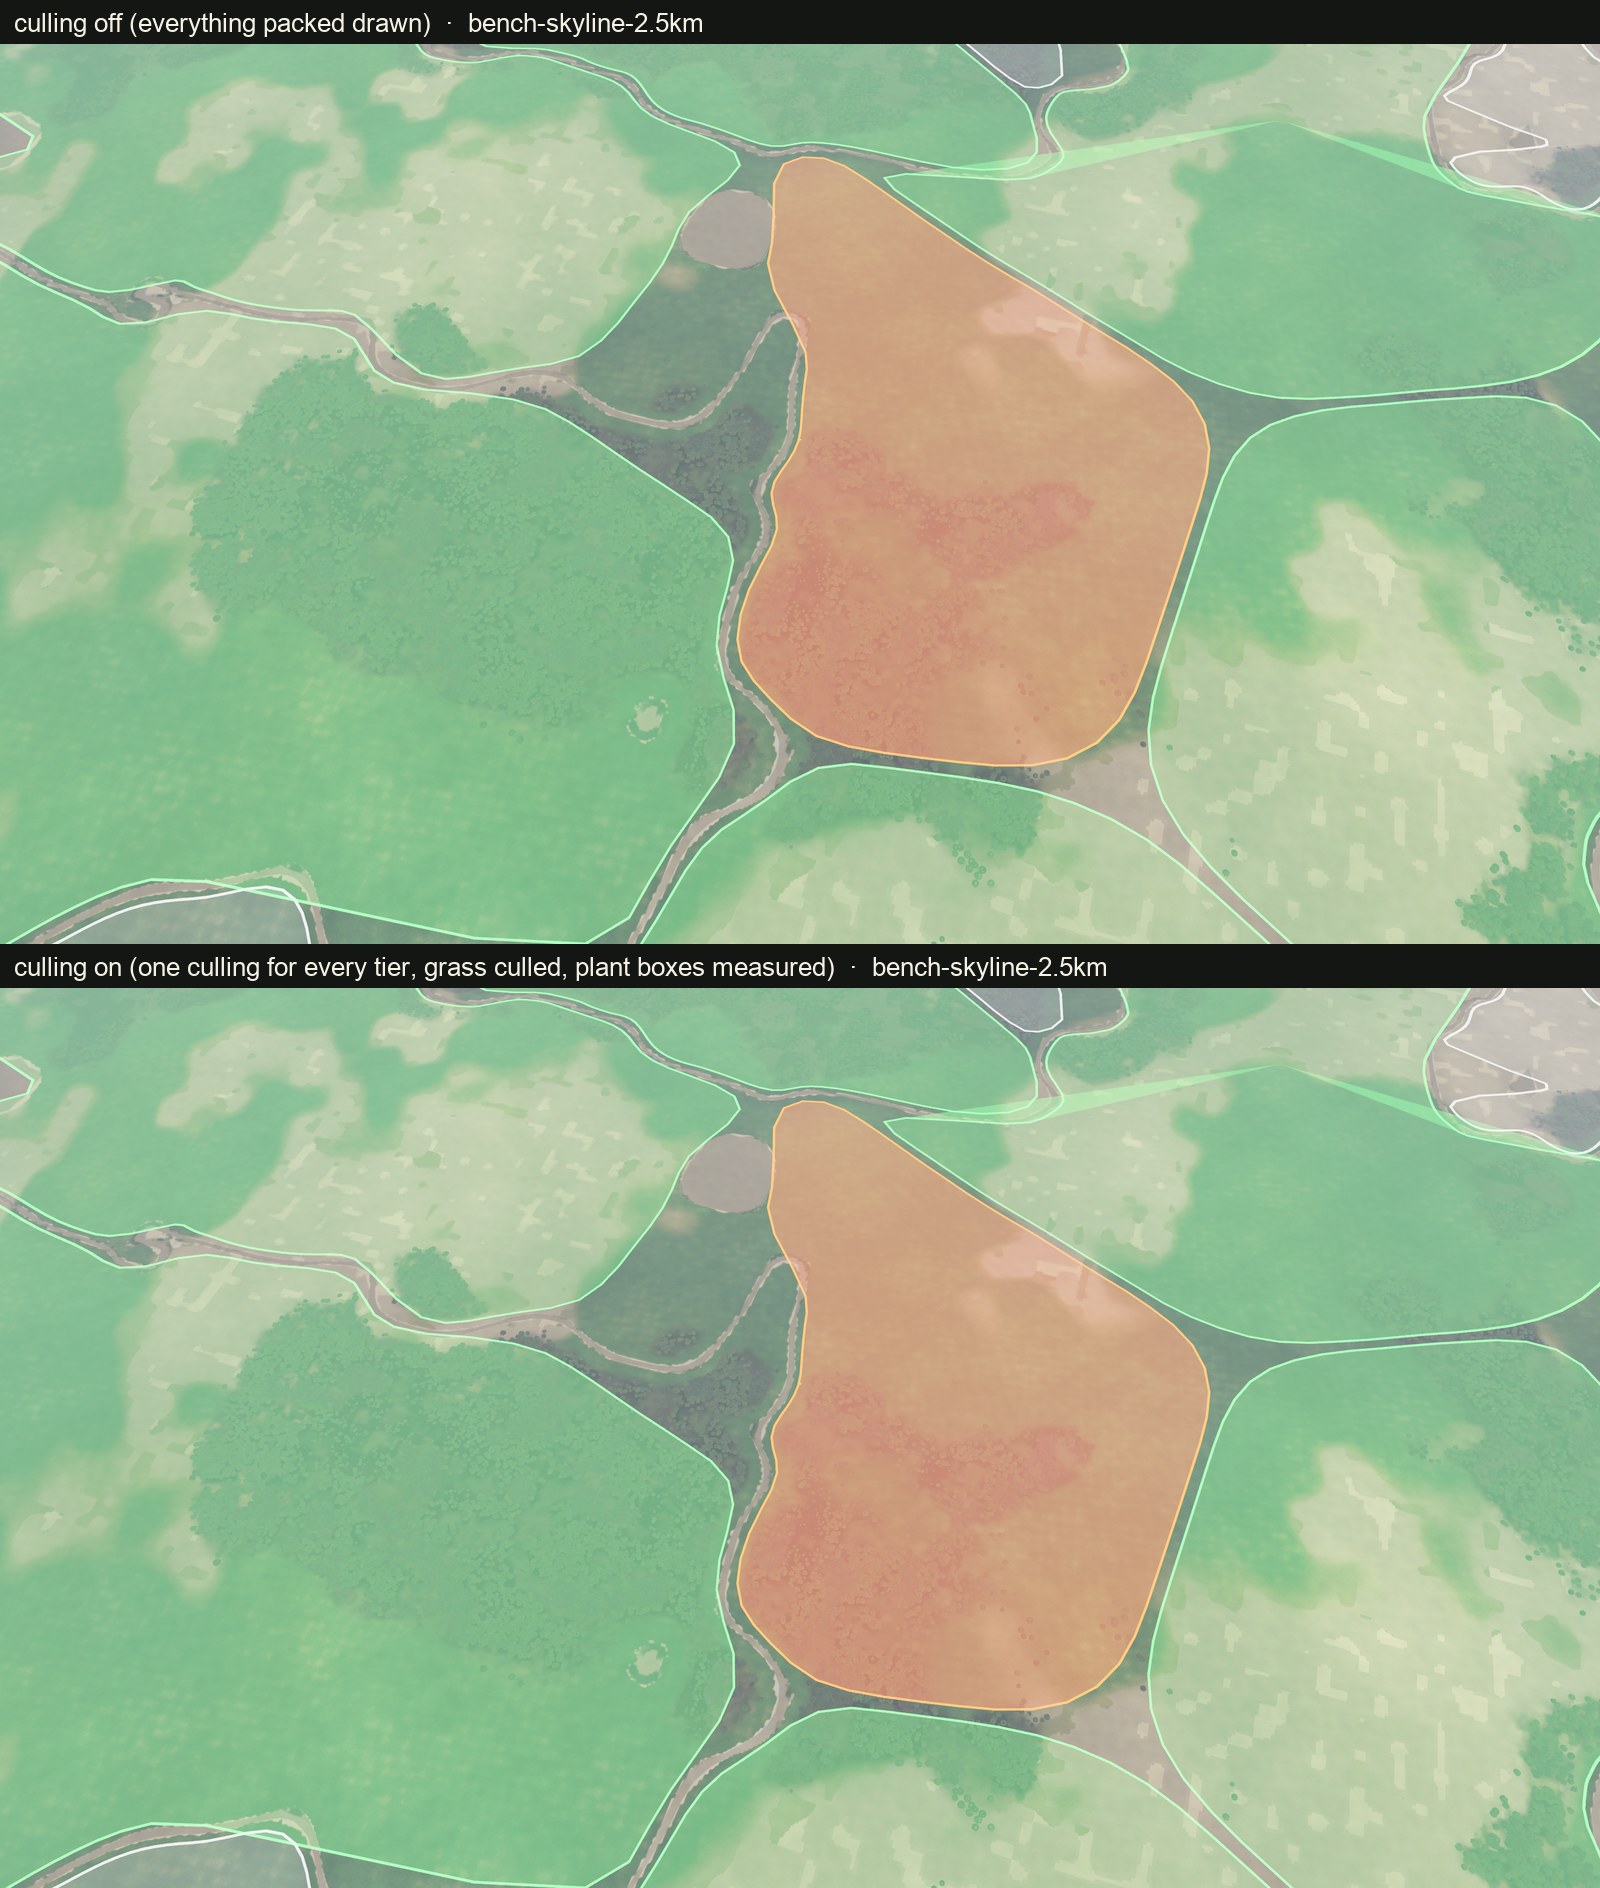 culling off (everything packed drawn)  ·  bench-skyline-2.5km
culling on (one culling for every tier, grass culled, plant boxes measured)  ·  bench-skyline-2.5km